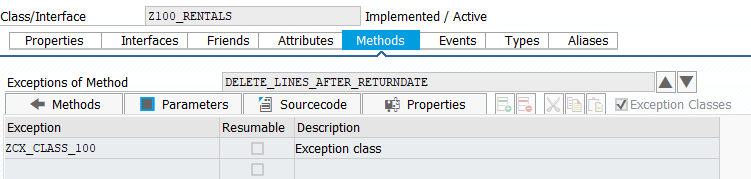 Class/Interface Z100_RENTALS Implemented / Active
Properties Interfaces Friends Attributes Methods Events Types Aliases
Exceptions of Method DELETE_LINES_AFTER_RETURNDATE
Methods Parameters Sourcecode Properties Exception Classes
Exception Resumable Description
ZCX_CLASS_100 Exception class